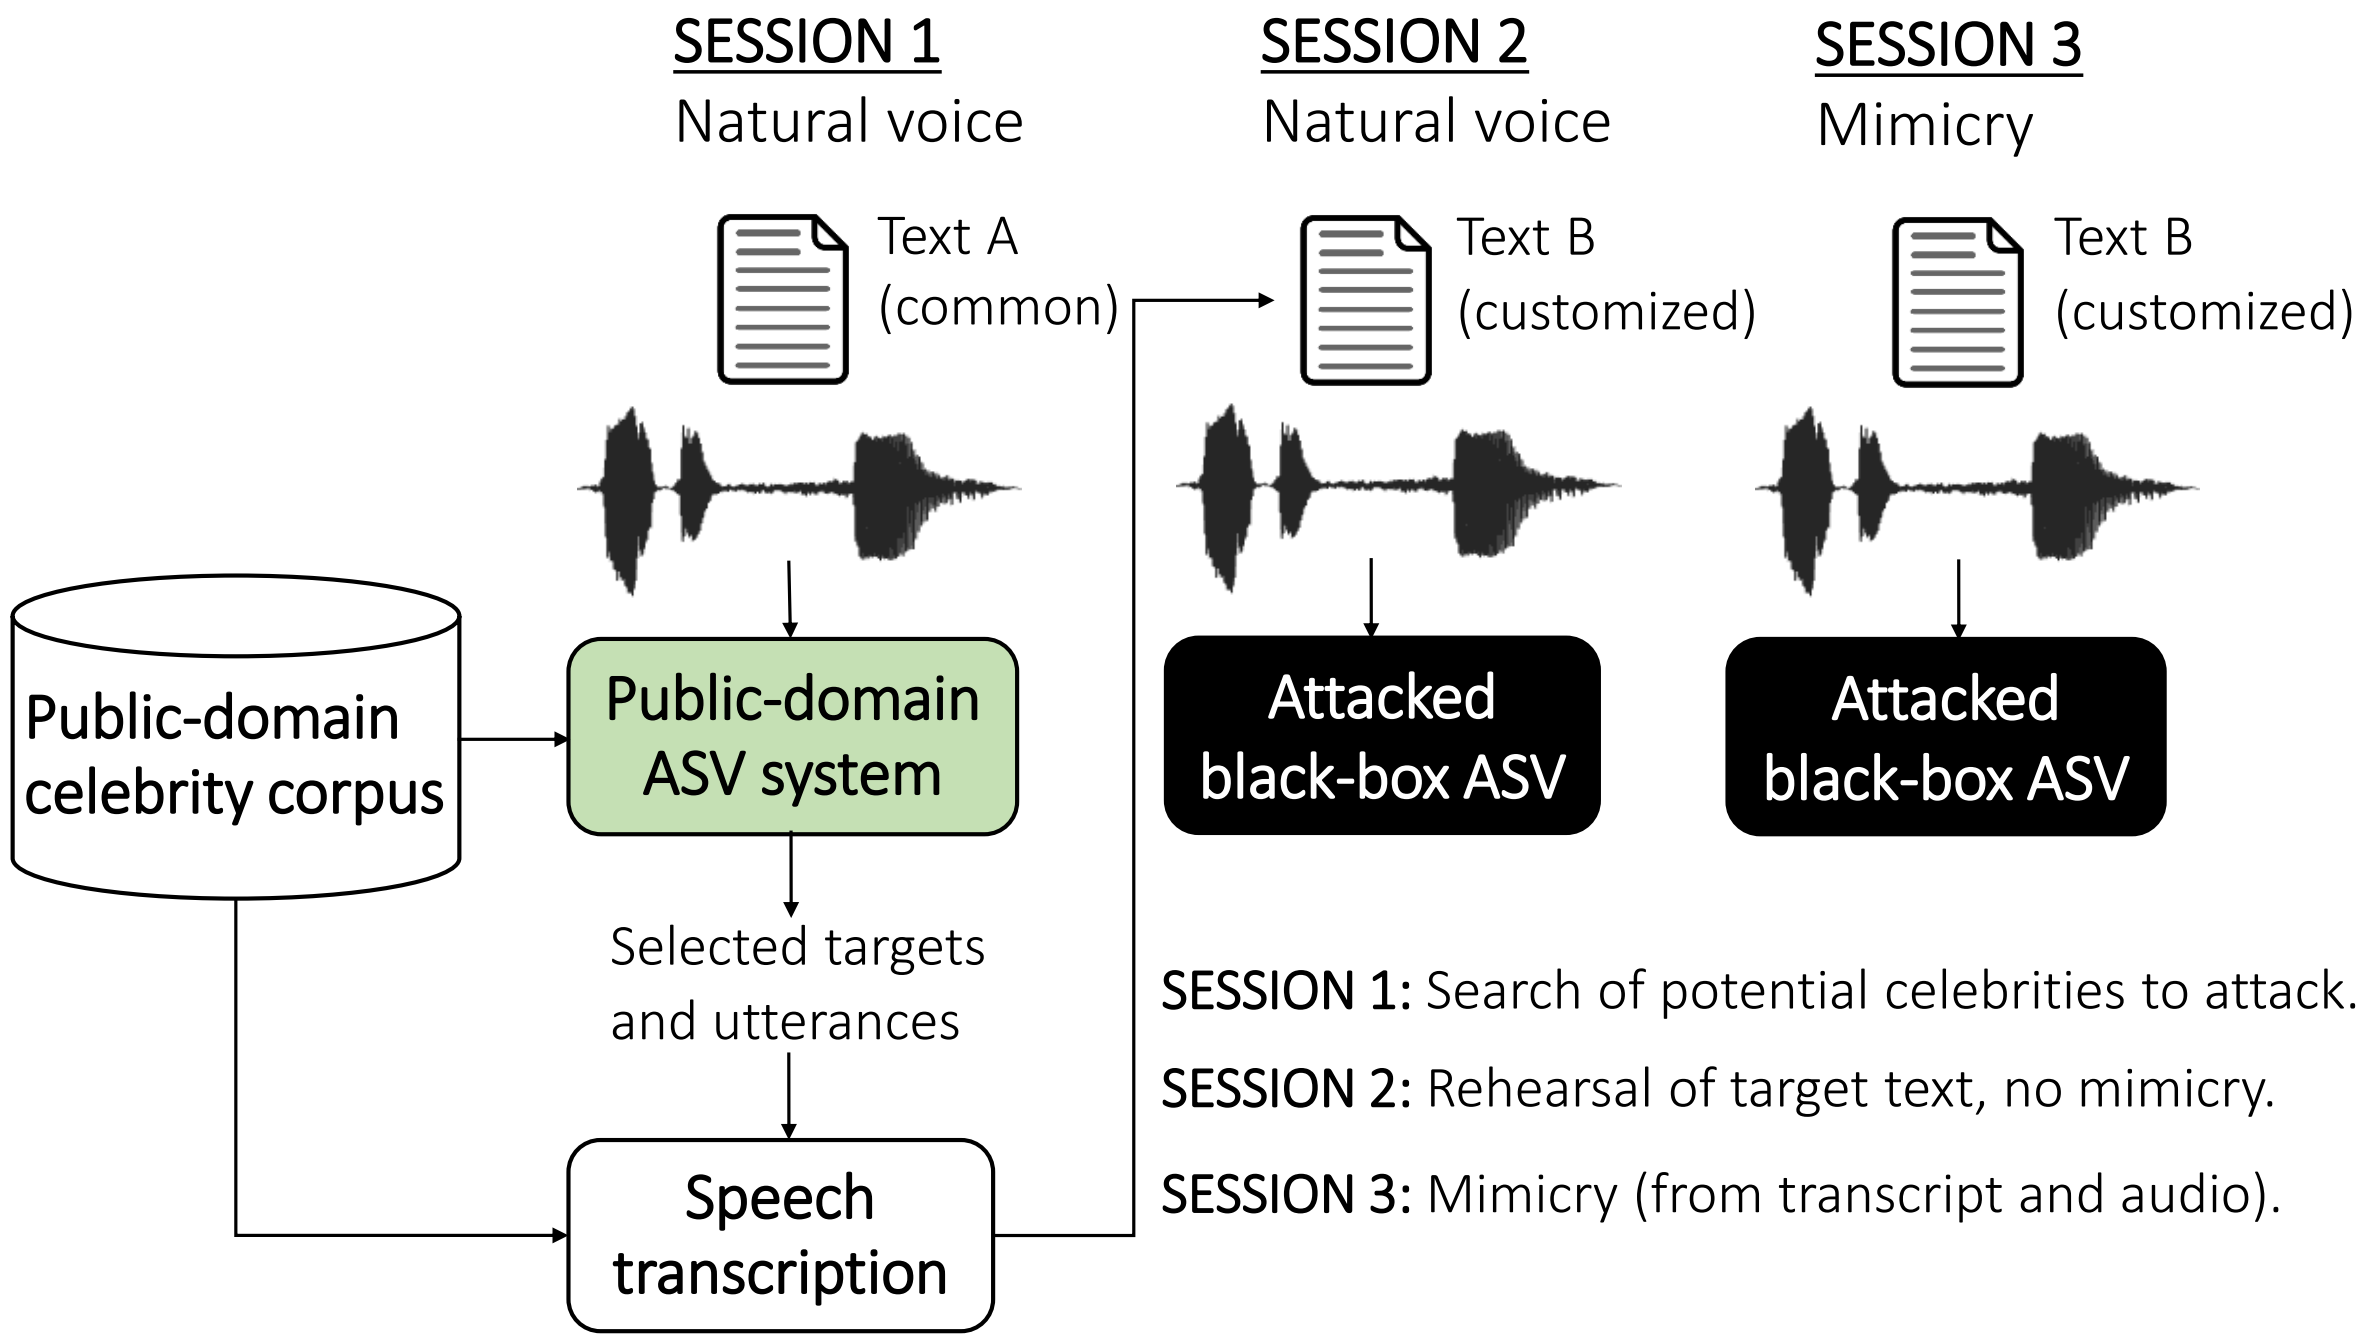 SESSION 1
Natural voice
Text A
(common)
SESSION 2
Natural voice
Text B
(customized)
SESSION 3
Mimicry
Text B
(customized)
Public-domain
celebrity corpus
Public-domain
ASV system
Selected targets
and utterances
Speech
transcription
Attacked
black-box ASV
Attacked
black-box ASV
SESSION 1: Search of potential celebrities to attack.
SESSION 2: Rehearsal of target text, no mimicry.
SESSION 3: Mimicry (from transcript and audio).